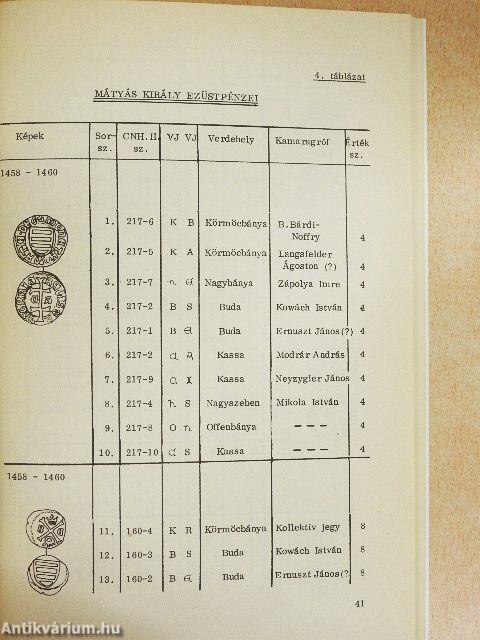 4. táblázat
MÁTYÁS KIRÁLY EZÜSTPÉNZEI
Képek Sor-sz. CNH.II.sz. VJ VJ Verdehely Kamaragróf Érték sz.
1458 - 1460
1. 217-6 K B Körmöcbánya B.Bárdi-Noffry 4
2. 217-5 K A Körmöcbánya Langsfelder Ágoston (?) 4
3. 217-7 Nagybánya Zápolya Imre 4
4. 217-2 B S Buda Kowách István 4
5. 217-1 B Buda Ernuszt János(?) 4
6. 217-2 Kassa Modrár András 4
7. 217-9 Kassa Neyzygler János 4
8. 217-4 h S Nagyszeben Mikola István 4
9. 217-8 O n Offenbánya --- 4
10. 217-10 S Kassa --- 4
1458 - 1460
11. 160-4 K R Körmöcbánya Kollektiv jegy 8
12. 160-3 B S Buda Kowách István 8
13. 160-2 B Buda Ernuszt János(? 8
41
Antikvárium.hu